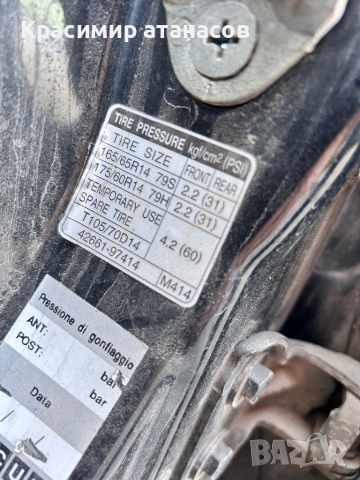 Красимир атанасов
TIRE PRESSURE kgf/cm² (PSI)
TIRE SIZE FRONT REAR
165/65R14 79S 2.2 (31)
175/60R14 79H 2.2 (31)
TEMPORARY USE
SPARE TIRE 4.2 (60)
T105/70D14
42661-97414 M414
Pressione di gonfiaggio
ANT: bar
POST: bar
Data
/ /
SU
BAZAR